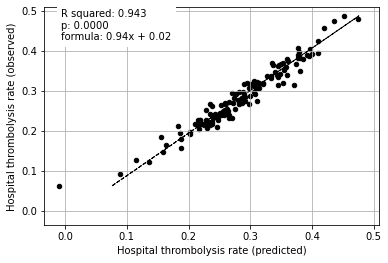 R squared: 0.943
p: 0.0000
formula: 0.94x + 0.02
Hospital thrombolysis rate (observed)
0.5
0.4
0.3
0.2
0.1
0.0
0.0 0.1 0.2 0.3 0.4 0.5
Hospital thrombolysis rate (predicted)